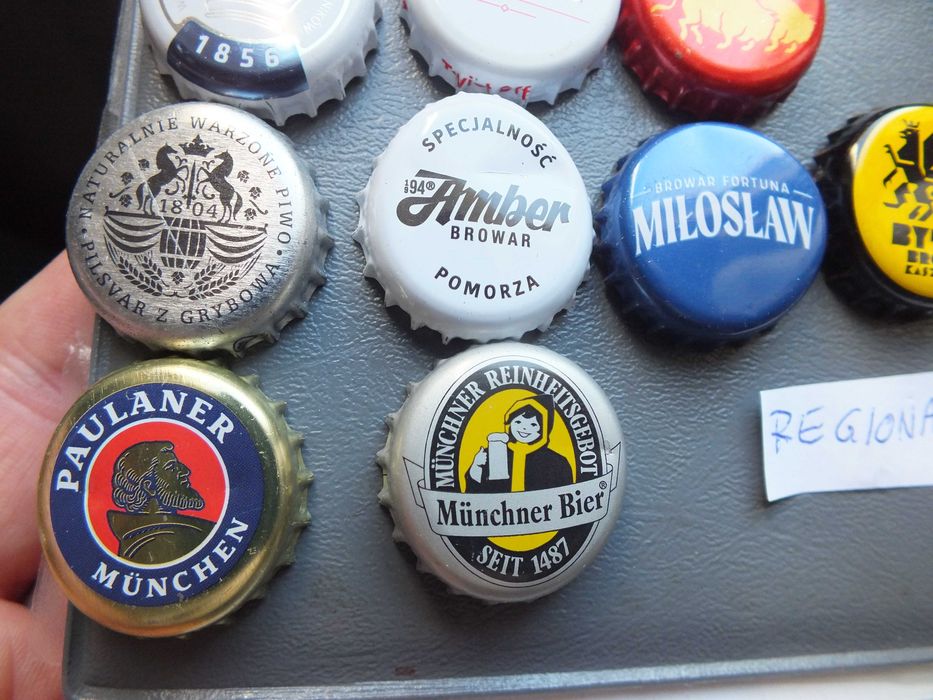 1856
SPECJALNOŚĆ
1994®
Amber
BROWAR
POMORZA
· NATURALNIE WARZONE PIWO ·
1804
PILSVAR Z GRYBOWA
BROWAR FORTUNA
MIŁOSŁAW
PAULANER
MÜNCHEN
MÜNCHNER REINHEITSGEBOT
Münchner Bier®
SEIT 1487